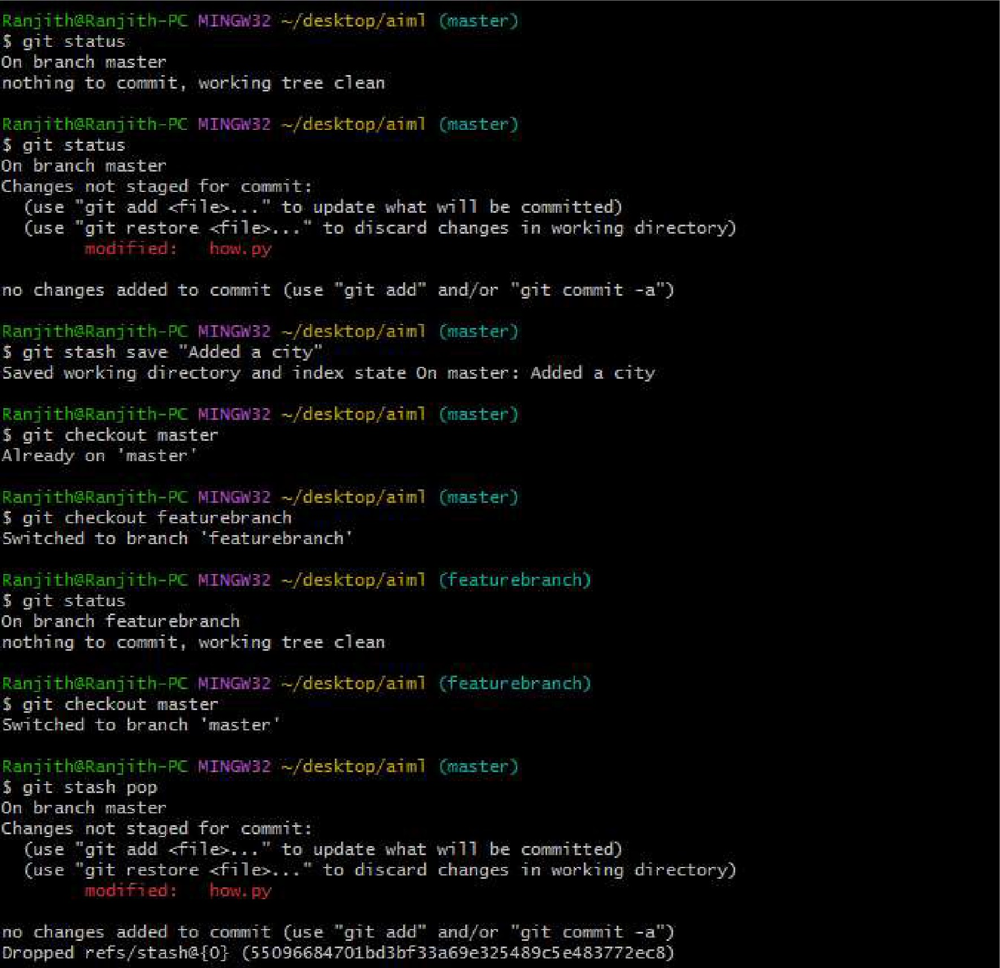 Ranjith@Ranjith-PC MINGW32 ~/desktop/aiml (master)
$ git status
On branch master
nothing to commit, working tree clean
Ranjith@Ranjith-PC MINGW32 ~/desktop/aiml (master)
$ git status
On branch master
Changes not staged for commit:
  (use "git add <file>..." to update what will be committed)
  (use "git restore <file>..." to discard changes in working directory)
        modified:   how.py
no changes added to commit (use "git add" and/or "git commit -a")
Ranjith@Ranjith-PC MINGW32 ~/desktop/aiml (master)
$ git stash save "Added a city"
Saved working directory and index state On master: Added a city
Ranjith@Ranjith-PC MINGW32 ~/desktop/aiml (master)
$ git checkout master
Already on 'master'
Ranjith@Ranjith-PC MINGW32 ~/desktop/aiml (master)
$ git checkout featurebranch
Switched to branch 'featurebranch'
Ranjith@Ranjith-PC MINGW32 ~/desktop/aiml (featurebranch)
$ git status
On branch featurebranch
nothing to commit, working tree clean
Ranjith@Ranjith-PC MINGW32 ~/desktop/aiml (featurebranch)
$ git checkout master
Switched to branch 'master'
Ranjith@Ranjith-PC MINGW32 ~/desktop/aiml (master)
$ git stash pop
On branch master
Changes not staged for commit:
  (use "git add <file>..." to update what will be committed)
  (use "git restore <file>..." to discard changes in working directory)
        modified:   how.py
no changes added to commit (use "git add" and/or "git commit -a")
Dropped refs/stash@{0} (55096684701bd3bf33a69e325489c5e483772ec8)